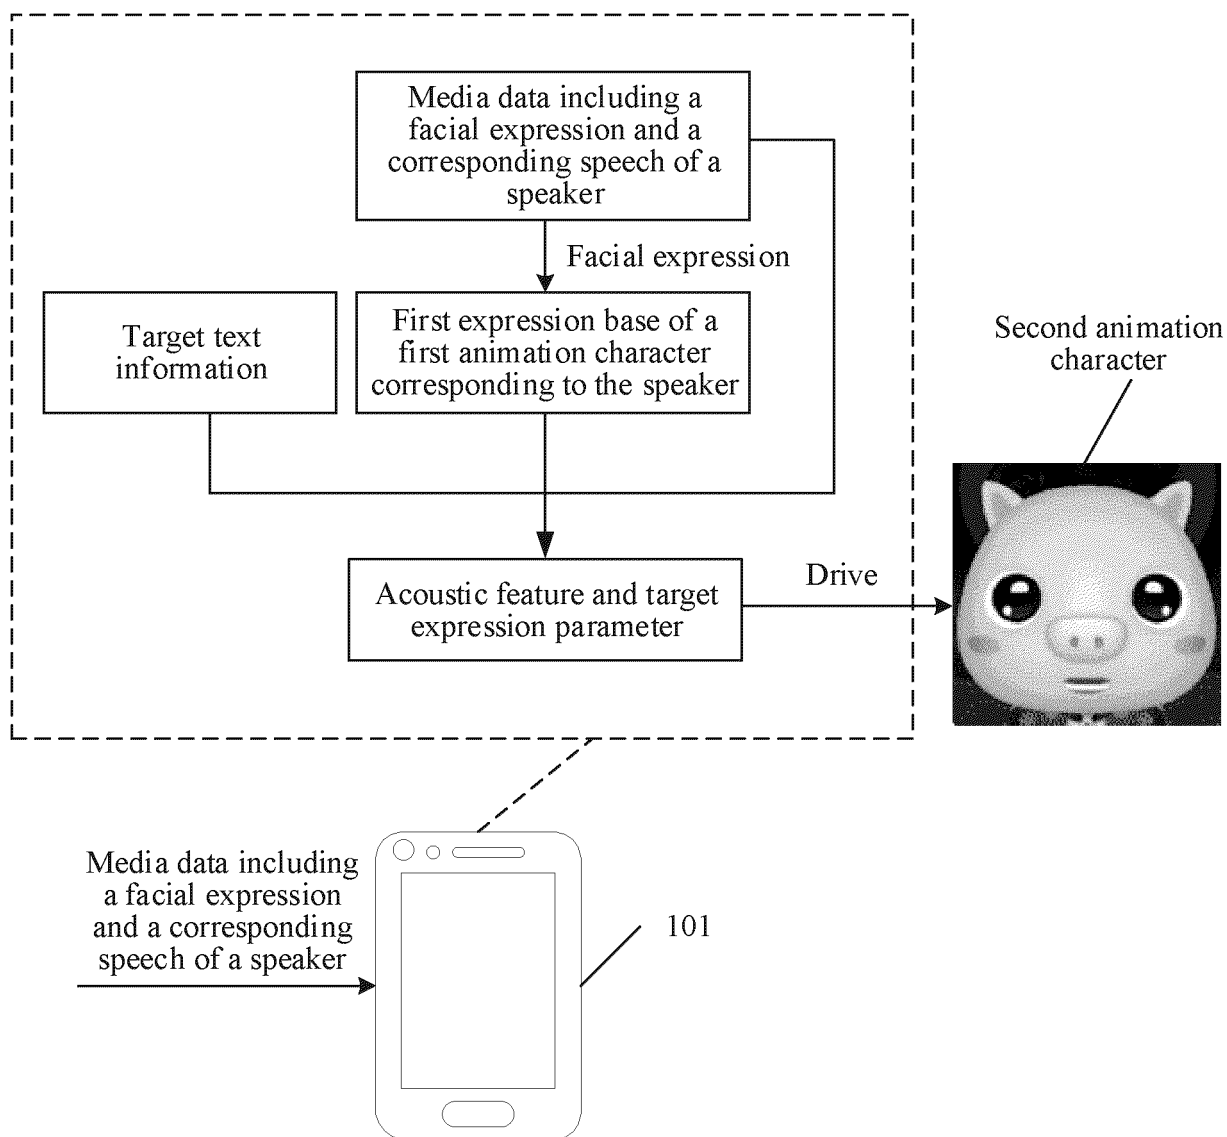 Media data including a
facial expression and a
corresponding speech of a
speaker
Facial expression
Target text
information
First expression base of a
first animation character
corresponding to the speaker
Second animation
character
Acoustic feature and target
expression parameter
Drive
Media data including
a facial expression
and a corresponding
speech of a speaker
101